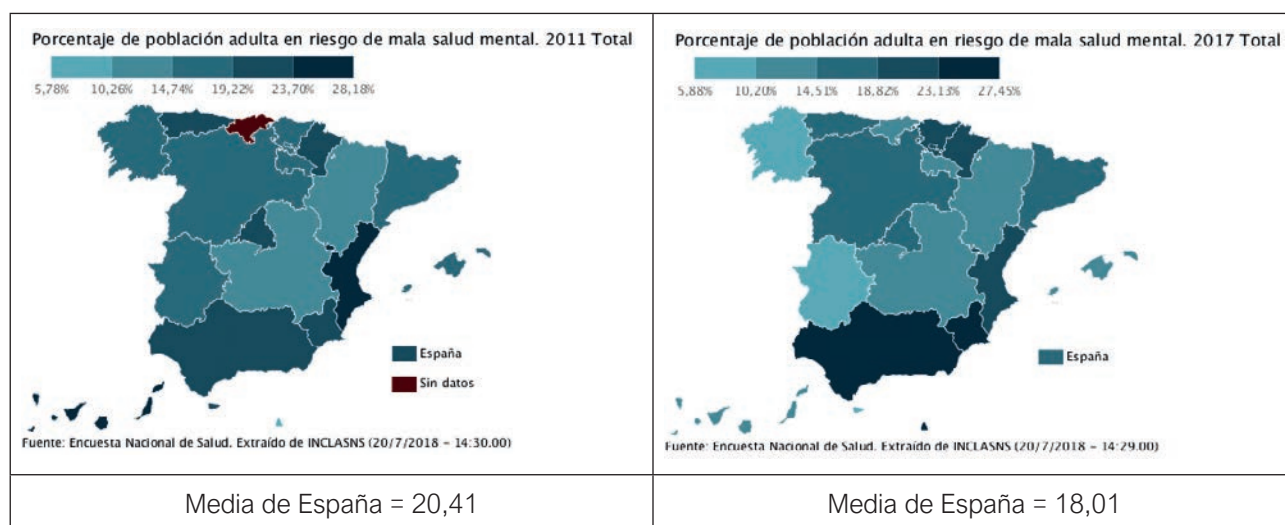 Porcentaje de población adulta en riesgo de mala salud mental. 2011 Total
5,78% 10,26% 14,74% 19,22% 23,70% 28,18%
España
Sin datos
Fuente: Encuesta Nacional de Salud. Extraído de INCLASNS (20/7/2018 - 14:30.00)
Media de España = 20,41
Porcentaje de población adulta en riesgo de mala salud mental. 2017 Total
5,88% 10,20% 14,51% 18,82% 23,13% 27,45%
España
Fuente: Encuesta Nacional de Salud. Extraído de INCLASNS (20/7/2018 - 14:29.00)
Media de España = 18,01